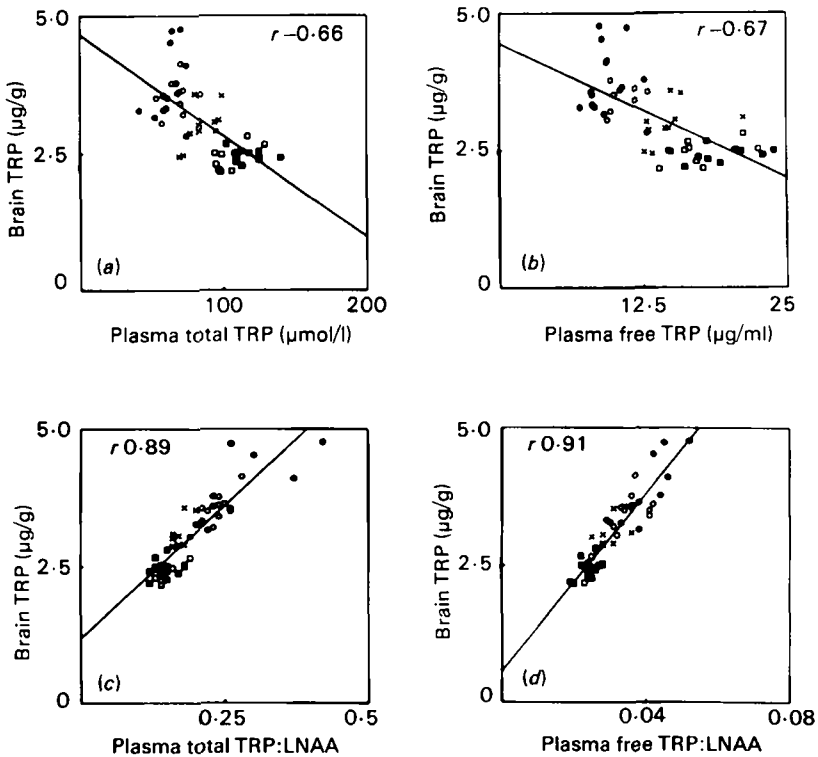 5·0
r −0·66
Brain TRP (µg/g)
2·5
0
(a)
100
200
Plasma total TRP (µmol/l)
5·0
r −0·67
Brain TRP (µg/g)
2·5
0
(b)
12·5
25
Plasma free TRP (µg/ml)
5·0
r 0·89
Brain TRP (µg/g)
2·5
0
(c)
0·25
0·5
Plasma total TRP:LNAA
5·0
r 0·91
Brain TRP (µg/g)
2·5
0
(d)
0·04
0·08
Plasma free TRP:LNAA